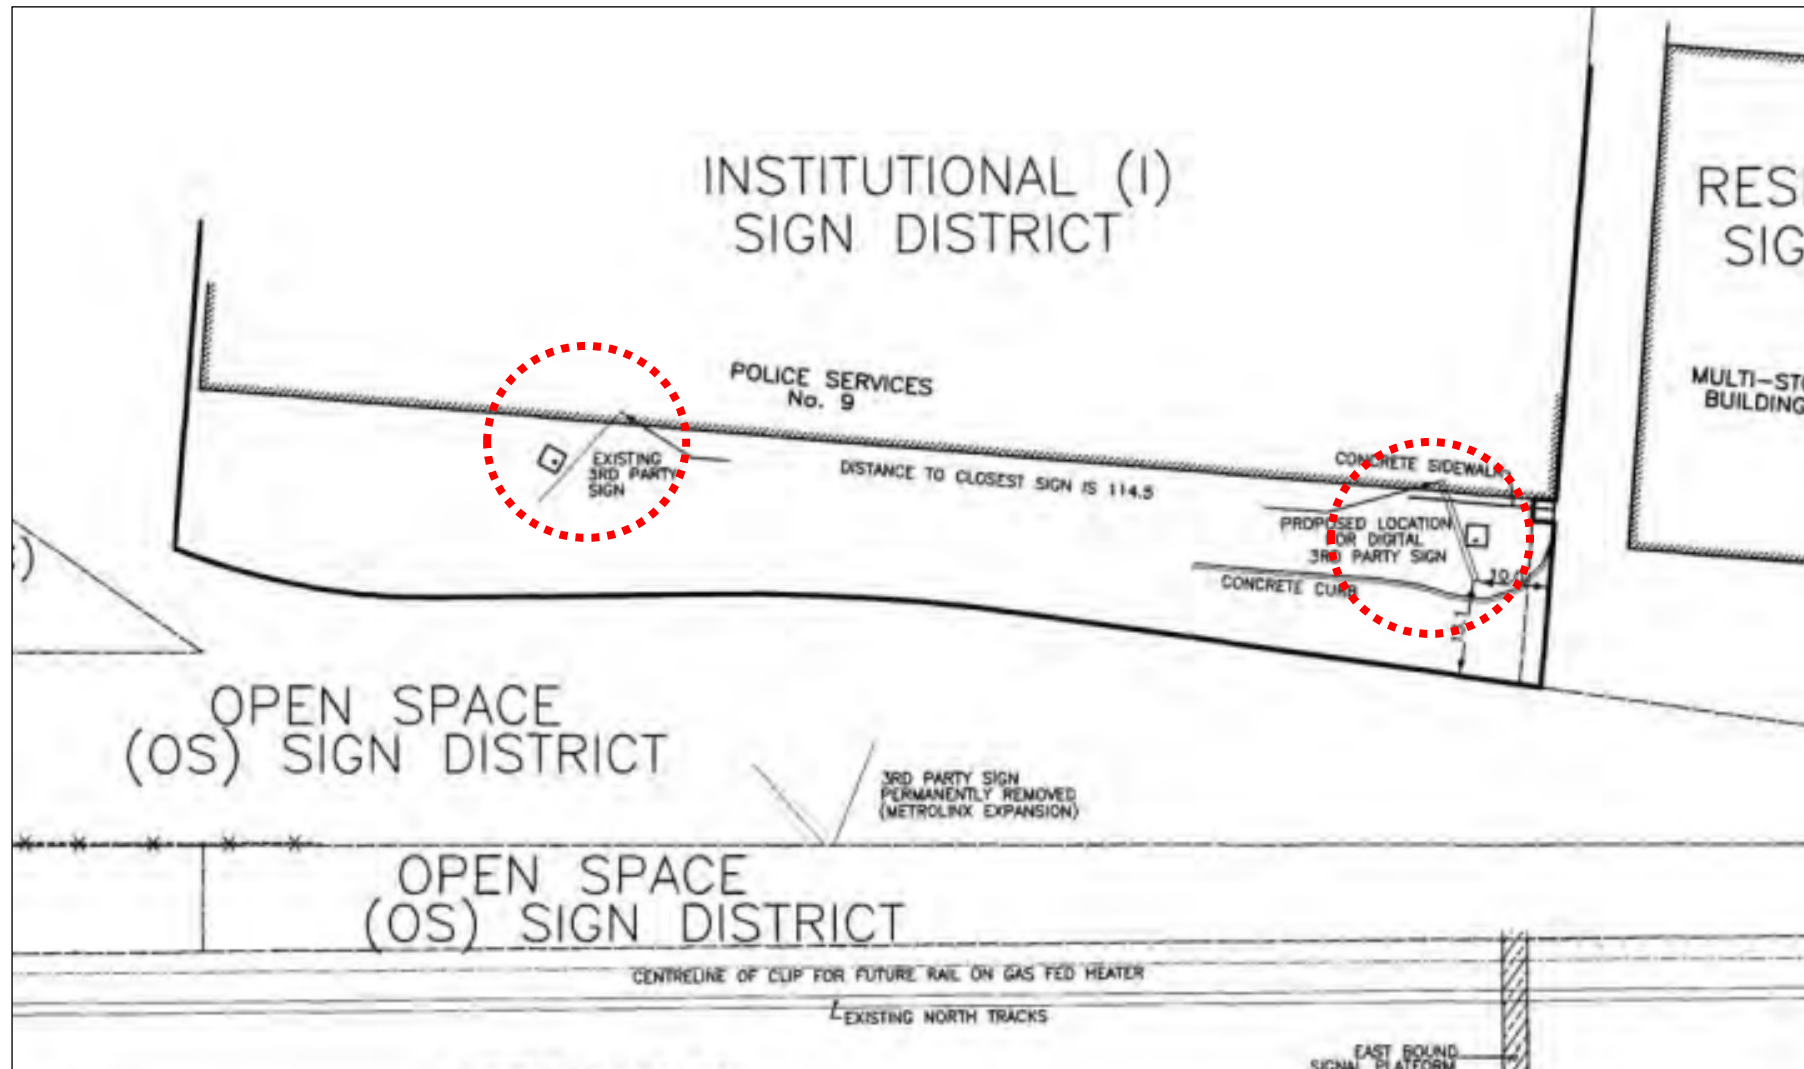 INSTITUTIONAL (I)
SIGN DISTRICT
RESI
SIG
POLICE SERVICES
No. 9
MULTI-STO
BUILDING
EXISTING
3RD PARTY
SIGN
DISTANCE TO CLOSEST SIGN IS 114.5
CONCRETE SIDEWALK
PROPOSED LOCATION
FOR DIGITAL
3RD PARTY SIGN
CONCRETE CURB
OPEN SPACE
(OS) SIGN DISTRICT
3RD PARTY SIGN
PERMANENTLY REMOVED
(METROLINX EXPANSION)
OPEN SPACE
(OS) SIGN DISTRICT
CENTRELINE OF CLIP FOR FUTURE RAIL ON GAS FED HEATER
EXISTING NORTH TRACKS
EAST BOUND
SIGNAL PLATFORM